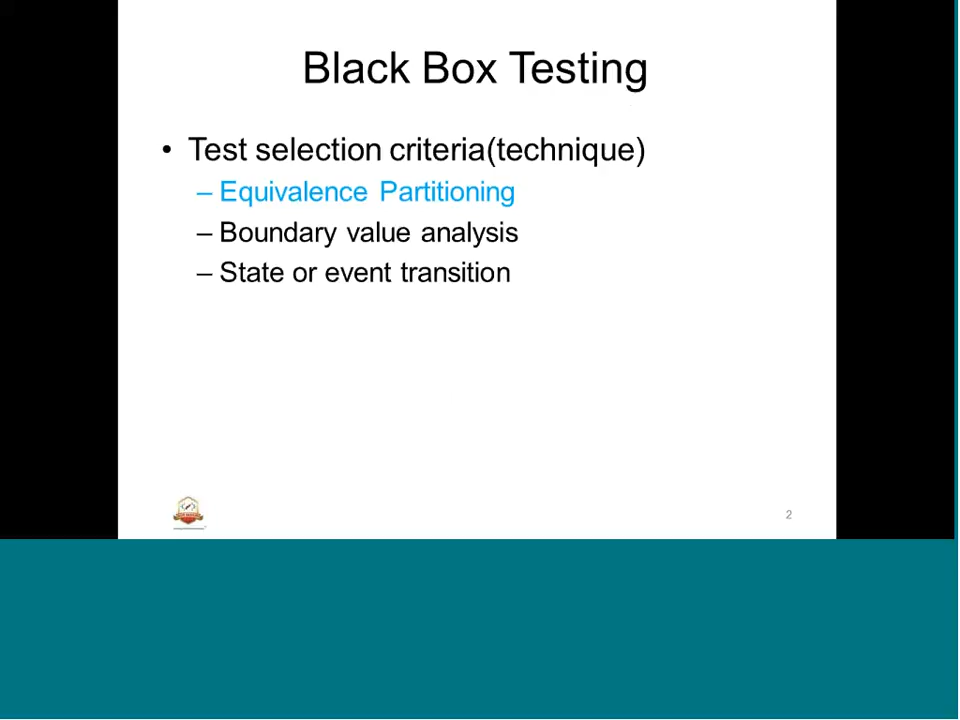 Black Box Testing
• Test selection criteria(technique)
– Equivalence Partitioning
– Boundary value analysis
– State or event transition
2